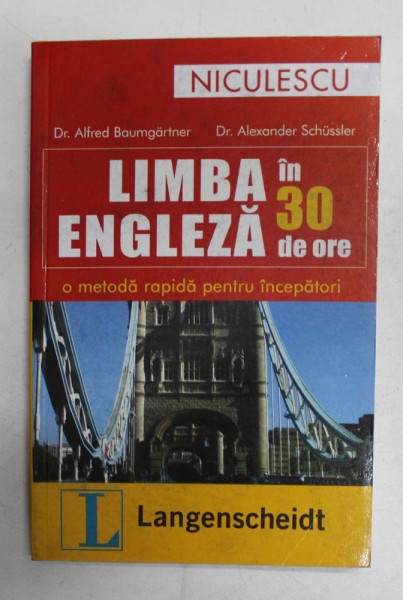 NICULESCU
Dr. Alfred Baumgärtner Dr. Alexander Schüssler
LIMBA ENGLEZĂ
în 30 de ore
o metodă rapidă pentru începători
L Langenscheidt